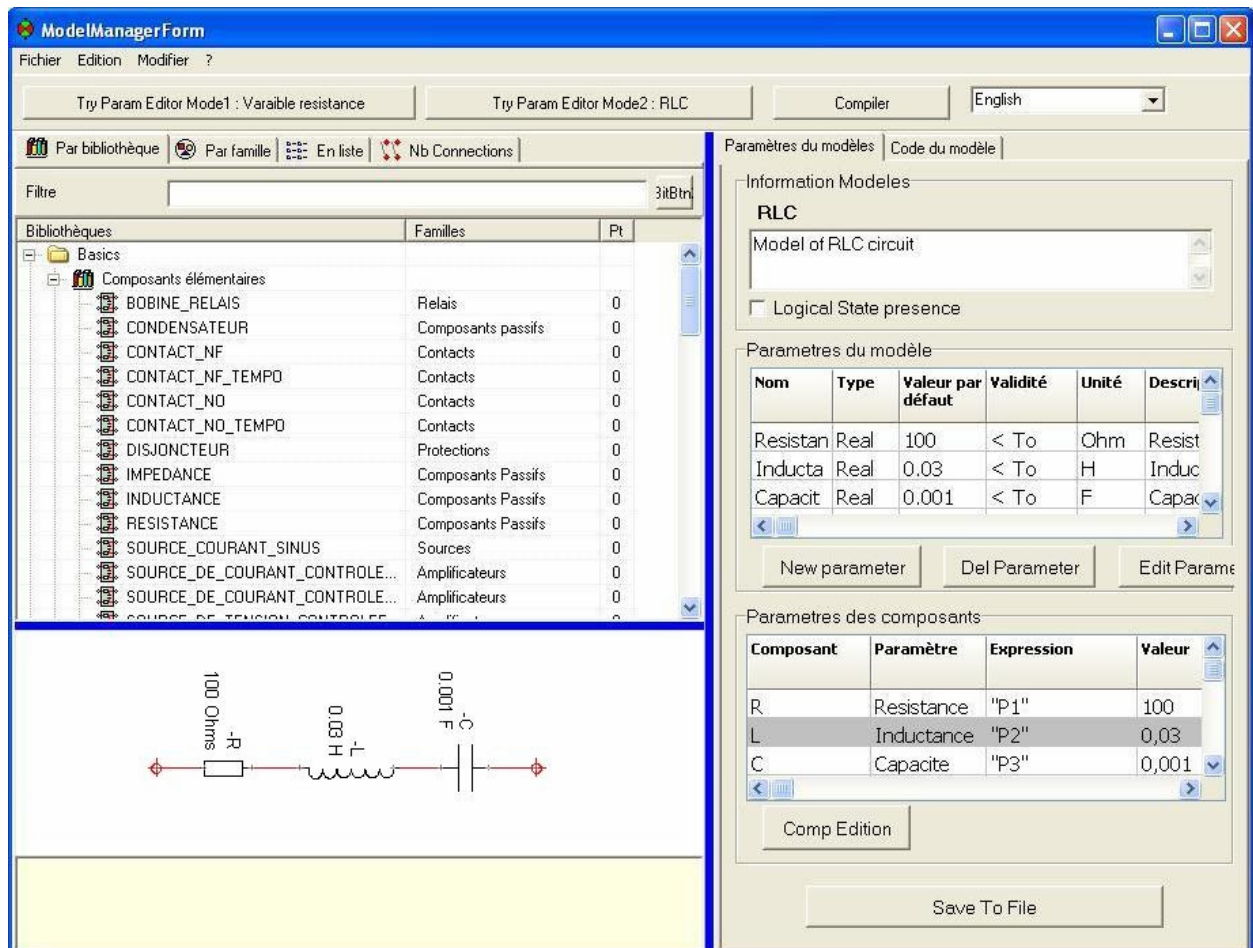 ModelManagerForm
Fichier Edition Modifier ?
Try Param Editor Mode1 : Varaible resistance
Try Param Editor Mode2 : RLC
Compiler
English
Par bibliothèque
Par famille
En liste
Nb Connections
Filtre
BitBtn
Bibliothèques Familles Pt
Basics
Composants élémentaires
BOBINE_RELAIS Relais 0
CONDENSATEUR Composants passifs 0
CONTACT_NF Contacts 0
CONTACT_NF_TEMPO Contacts 0
CONTACT_NO Contacts 0
CONTACT_NO_TEMPO Contacts 0
DISJONCTEUR Protections 0
IMPEDANCE Composants Passifs 0
INDUCTANCE Composants Passifs 0
RESISTANCE Composants Passifs 0
SOURCE_COURANT_SINUS Sources 0
SOURCE_DE_COURANT_CONTROLE... Amplificateurs 0
SOURCE_DE_COURANT_CONTROLE... Amplificateurs 0
100 Ohms
-R
0.03 H
-L
0.001 F
-C
Paramètres du modèles
Code du modèle
Information Modeles
RLC
Model of RLC circuit
Logical State presence
Parametres du modèle
Nom Type Valeur par défaut Validité Unité Descrip
Resistan Real 100 < To Ohm Resist
Inducta Real 0.03 < To H Induc
Capacit Real 0.001 < To F Capac
New parameter
Del Parameter
Edit Parame
Parametres des composants
Composant Paramètre Expression Valeur
R Resistance "P1" 100
L Inductance "P2" 0,03
C Capacite "P3" 0,001
Comp Edition
Save To File